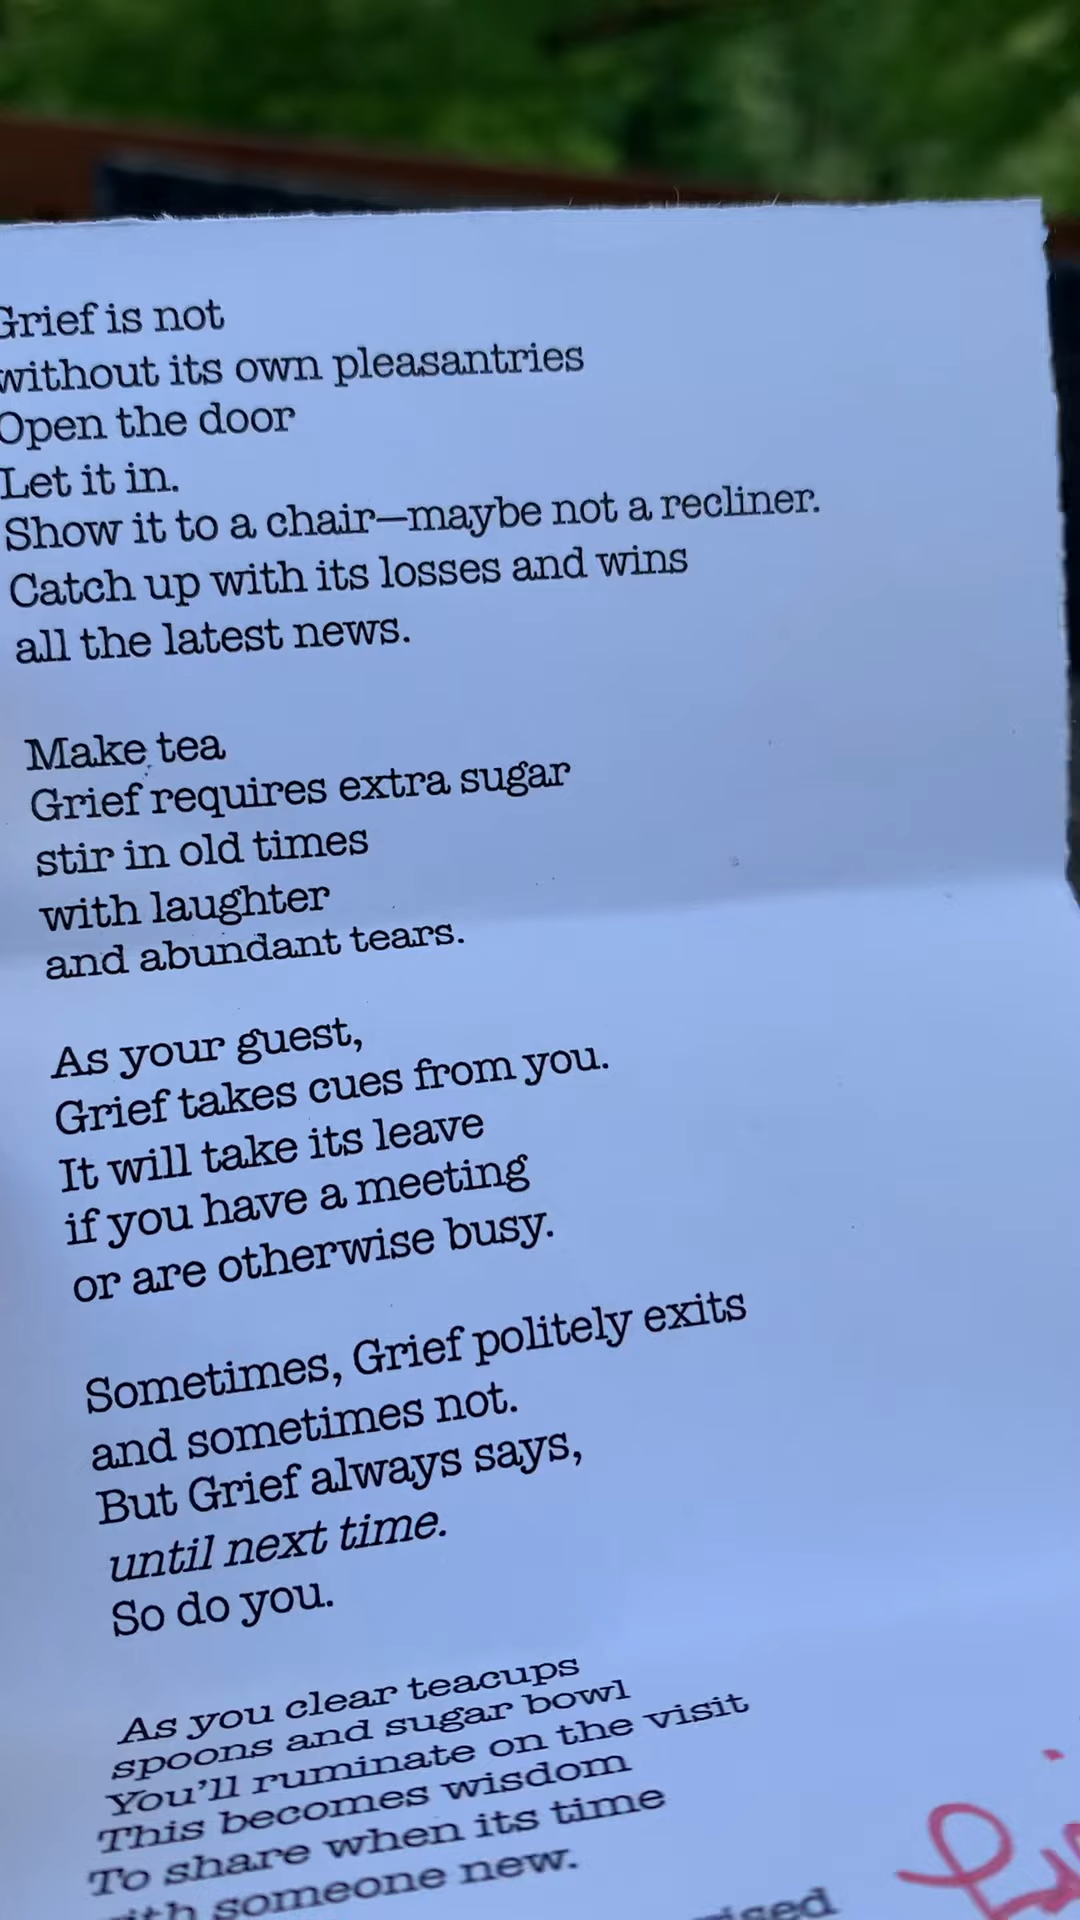 Grief is not
without its own pleasantries
Open the door
Let it in.
Show it to a chair—maybe not a recliner.
Catch up with its losses and wins
all the latest news.
Make tea
Grief requires extra sugar
stir in old times
with laughter
and abundant tears.
As your guest,
Grief takes cues from you.
It will take its leave
if you have a meeting
or are otherwise busy.
Sometimes, Grief politely exits
and sometimes not.
But Grief always says,
until next time.
So do you.
As you clear teacups
spoons and sugar bowl
You'll ruminate on the visit
This becomes wisdom
To share when its time
with someone new.